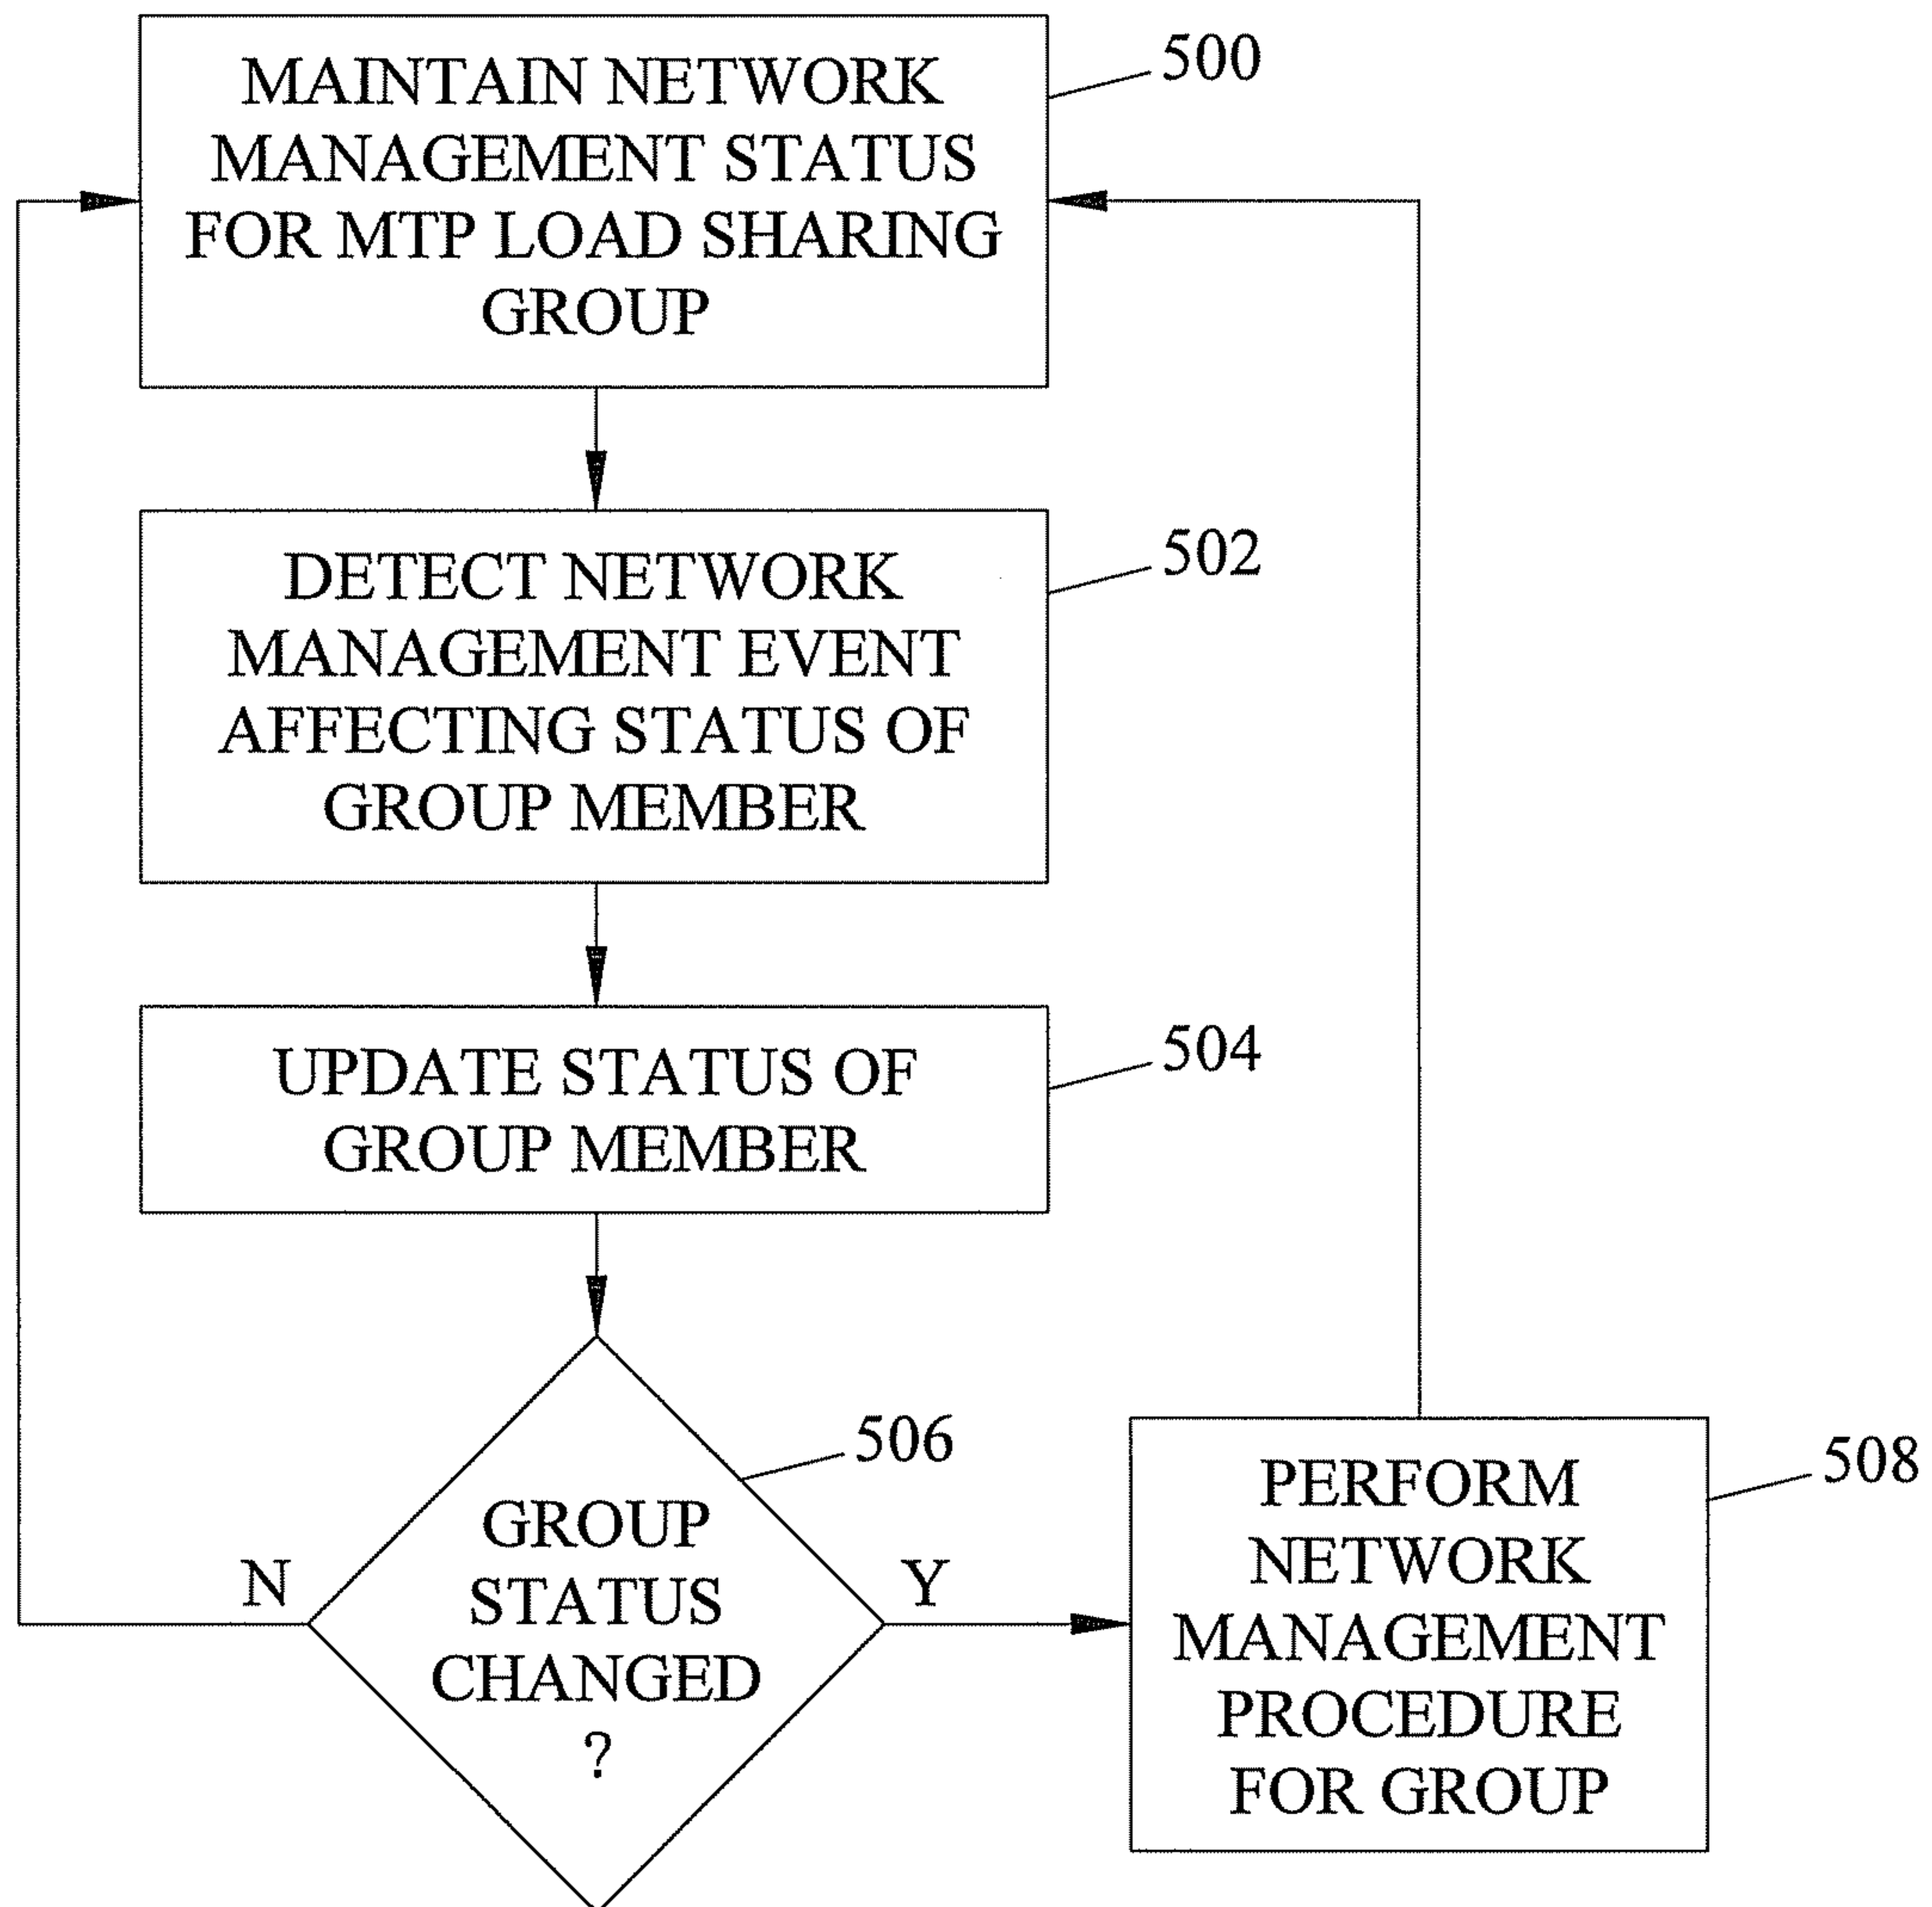 MAINTAIN NETWORK
MANAGEMENT STATUS
FOR MTP LOAD SHARING
GROUP
500
DETECT NETWORK
MANAGEMENT EVENT
AFFECTING STATUS OF
GROUP MEMBER
502
UPDATE STATUS OF
GROUP MEMBER
504
GROUP
STATUS
CHANGED
?
506
N
Y
PERFORM
NETWORK
MANAGEMENT
PROCEDURE
FOR GROUP
508